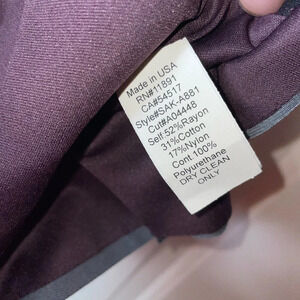 Made in USA
RN#11891
CA#54517
Style#SAK-A881
Cut#A04448
Self:52%Rayon
31%Cotton
17%Nylon
Cont.100%
Polyurethane
DRY CLEAN
ONLY